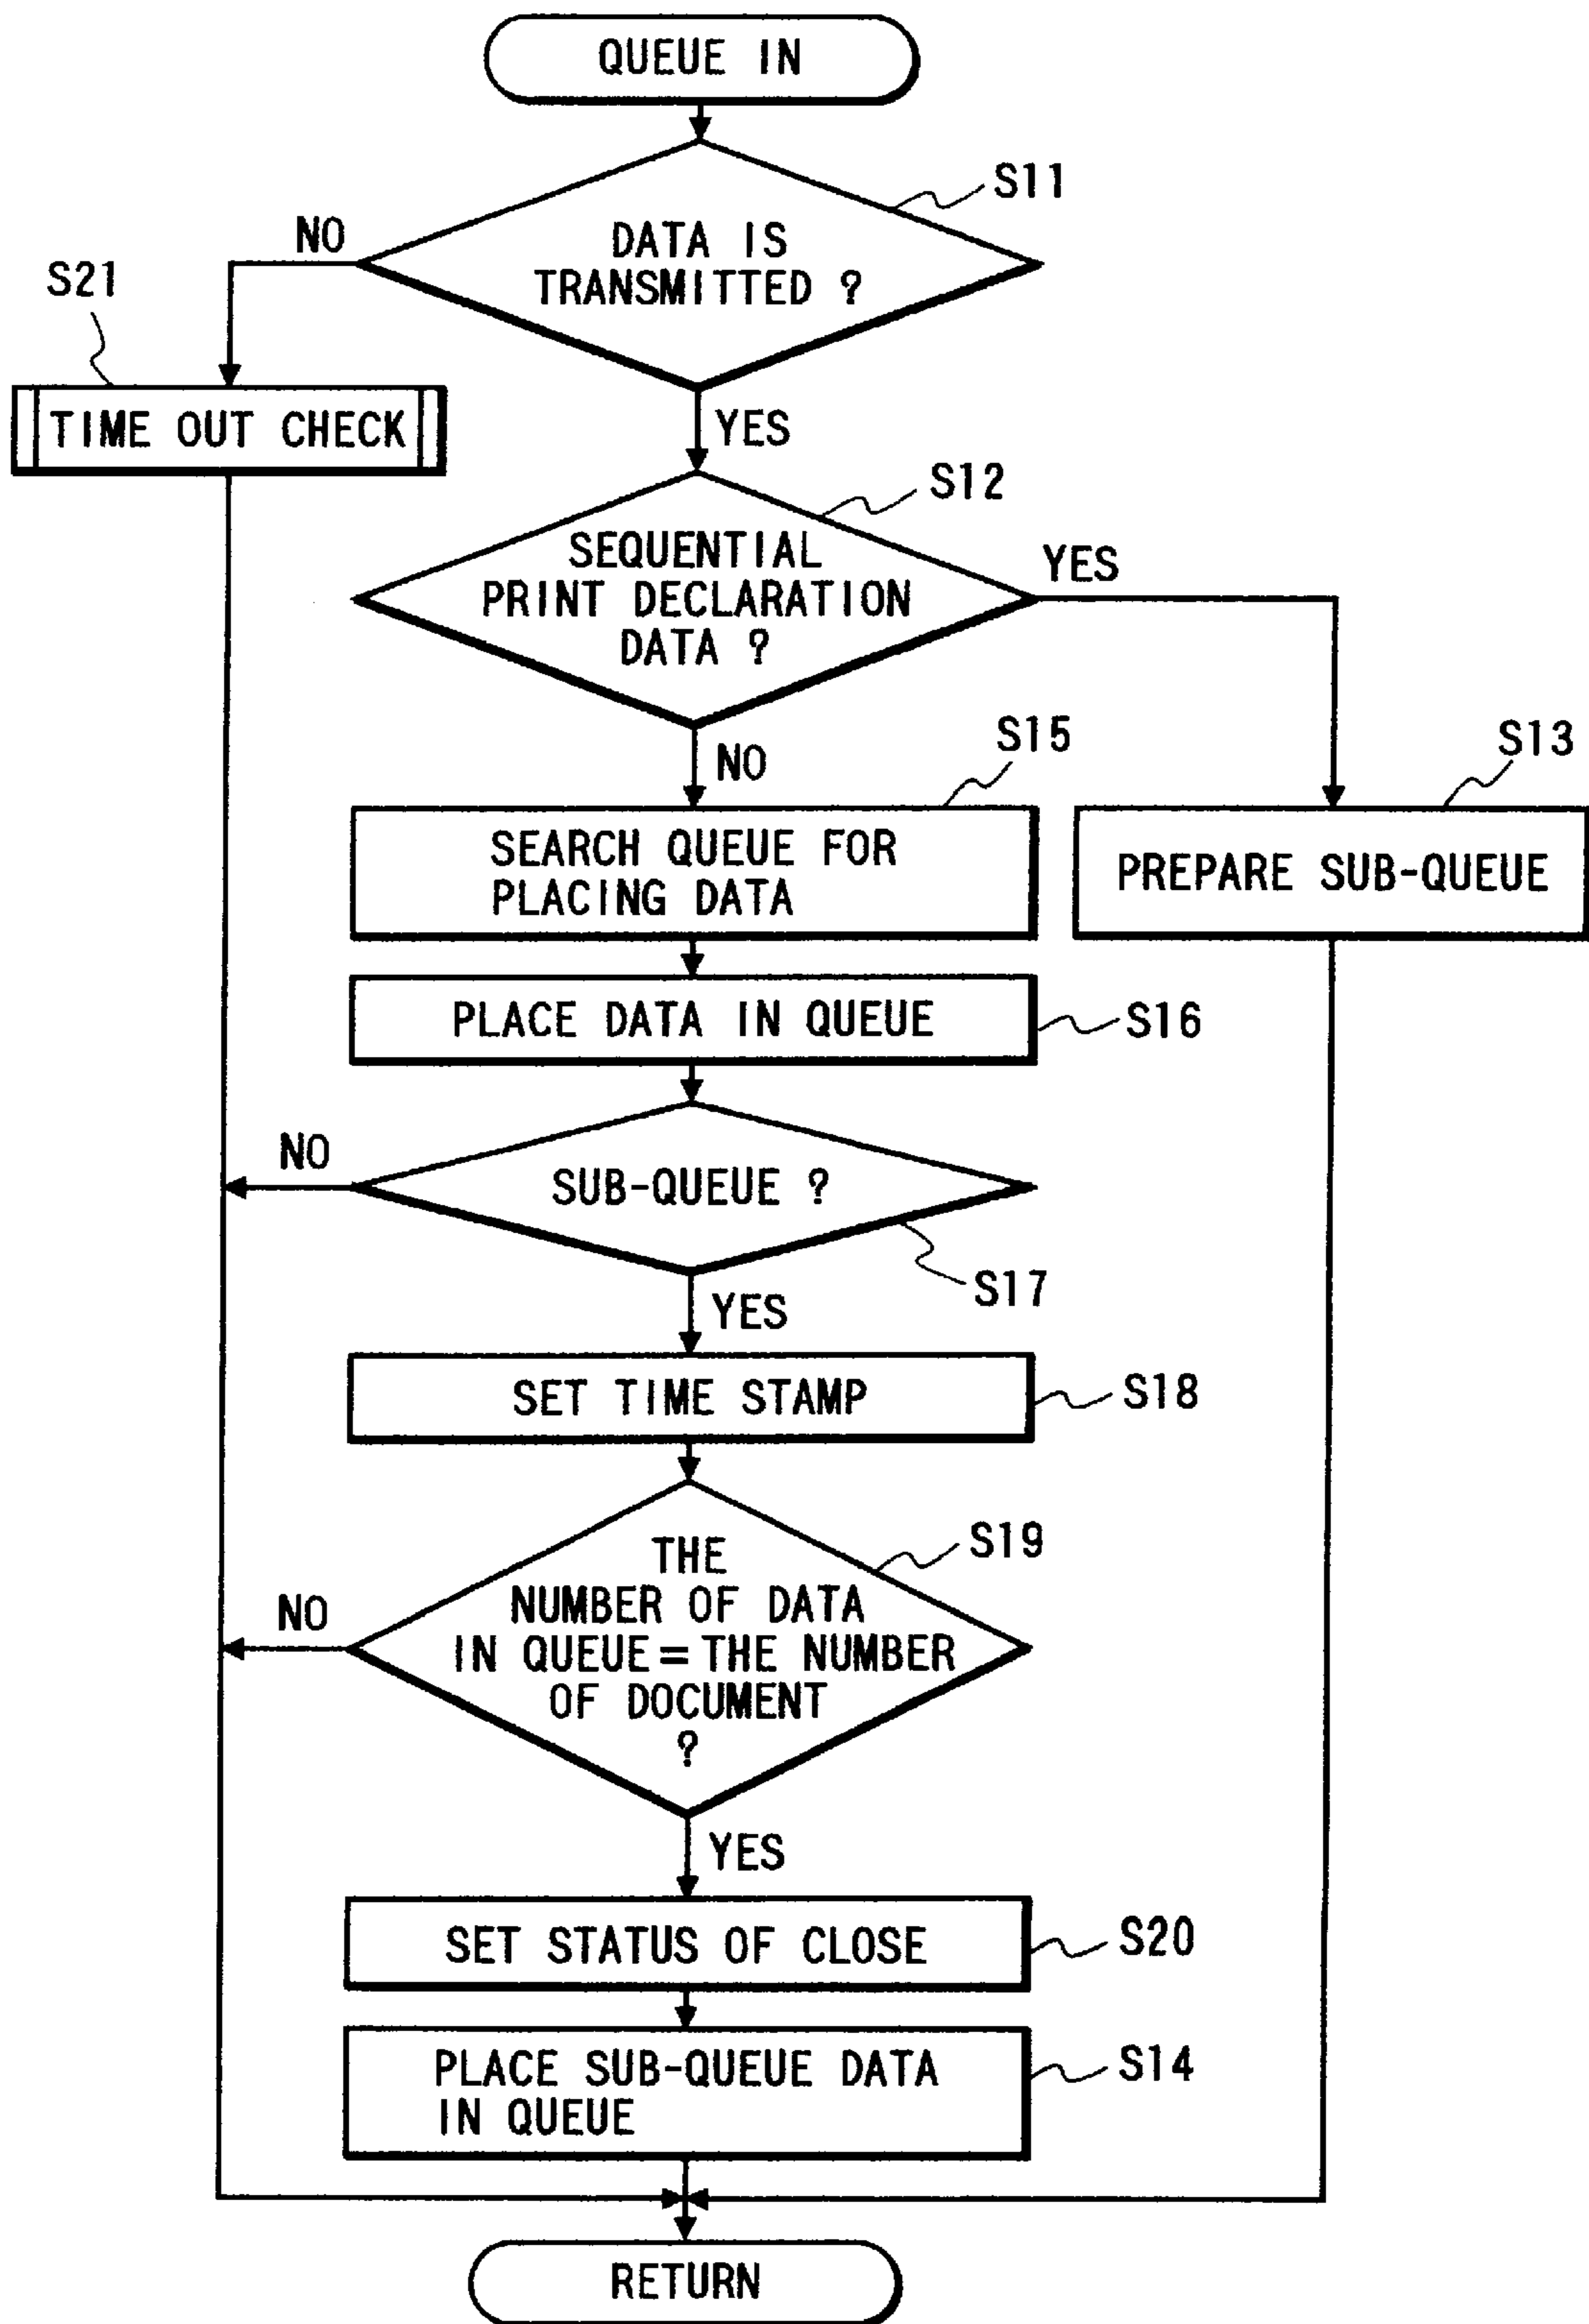 QUEUE IN
S11
DATA IS
TRANSMITTED ?
NO
YES
S21
TIME OUT CHECK
S12
SEQUENTIAL
PRINT DECLARATION
DATA ?
YES
NO
S15
SEARCH QUEUE FOR
PLACING DATA
S13
PREPARE SUB-QUEUE
PLACE DATA IN QUEUE
S16
SUB-QUEUE ?
NO
S17
YES
SET TIME STAMP
S18
S19
THE
NUMBER OF DATA
IN QUEUE = THE NUMBER
OF DOCUMENT
?
NO
YES
SET STATUS OF CLOSE
S20
PLACE SUB-QUEUE DATA
IN QUEUE
S14
RETURN